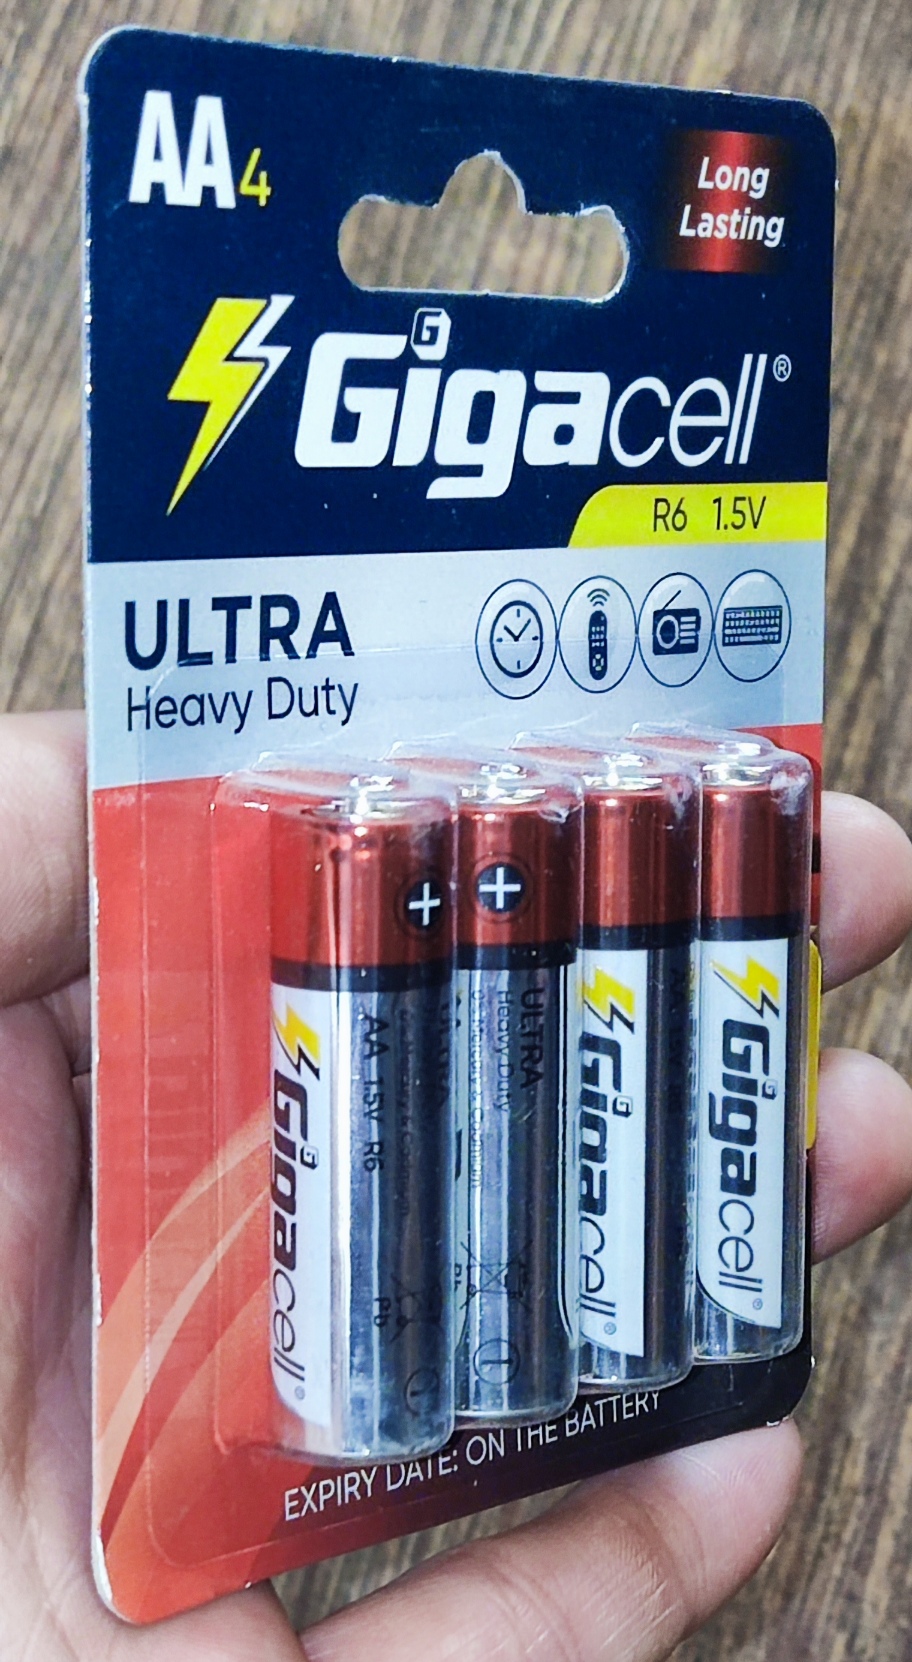 AA4
Long
Lasting
G
Gigacell®
R6 1.5V
ULTRA
Heavy Duty
+
AA 1.5V R6
Gigacell®
Pb
+
ULTRA
Heavy Duty
Gigacell®
Gigacell®
EXPIRY DATE: ON THE BATTERY